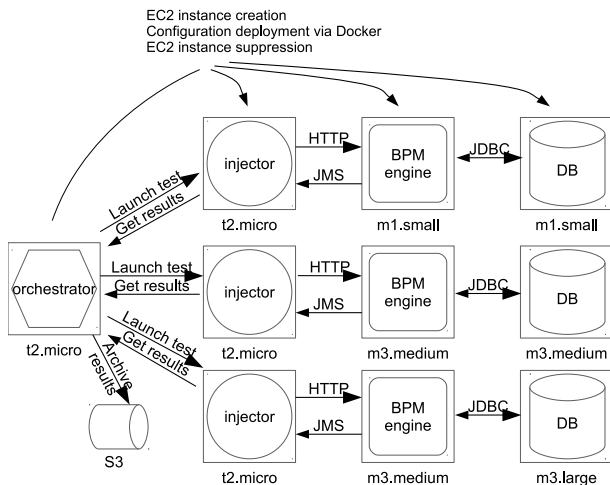 EC2 instance creation
Configuration deployment via Docker
EC2 instance suppression
injector
HTTP
JMS
BPM
engine
JDBC
DB
Launch test
Get results
t2.micro
m1.small
m1.small
orchestrator
t2.micro
Launch test
Get results
injector
HTTP
JMS
BPM
engine
JDBC
DB
t2.micro
m3.medium
m3.medium
Launch test
Get results
Archive
results
S3
injector
HTTP
JMS
BPM
engine
JDBC
DB
t2.micro
m3.medium
m3.large